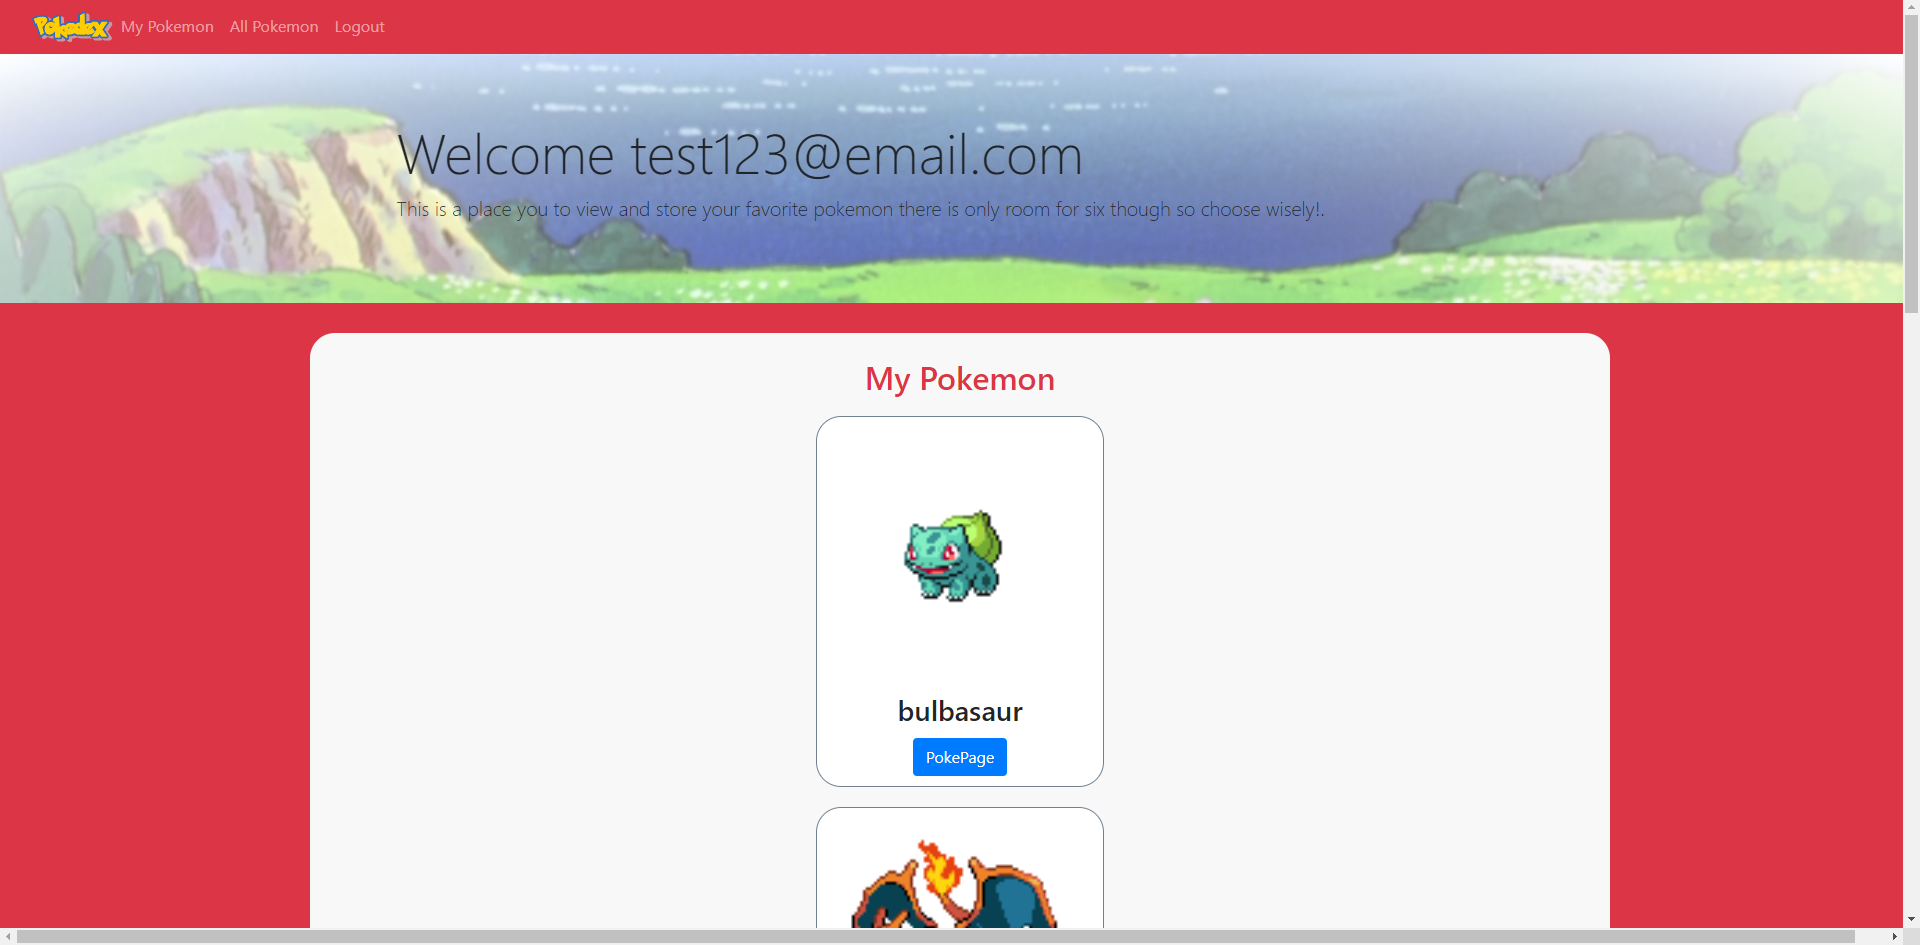 Pokedex My Pokemon All Pokemon Logout
Welcome test123@email.com
This is a place you to view and store your favorite pokemon there is only room for six though so choose wisely!.
My Pokemon
bulbasaur
PokePage